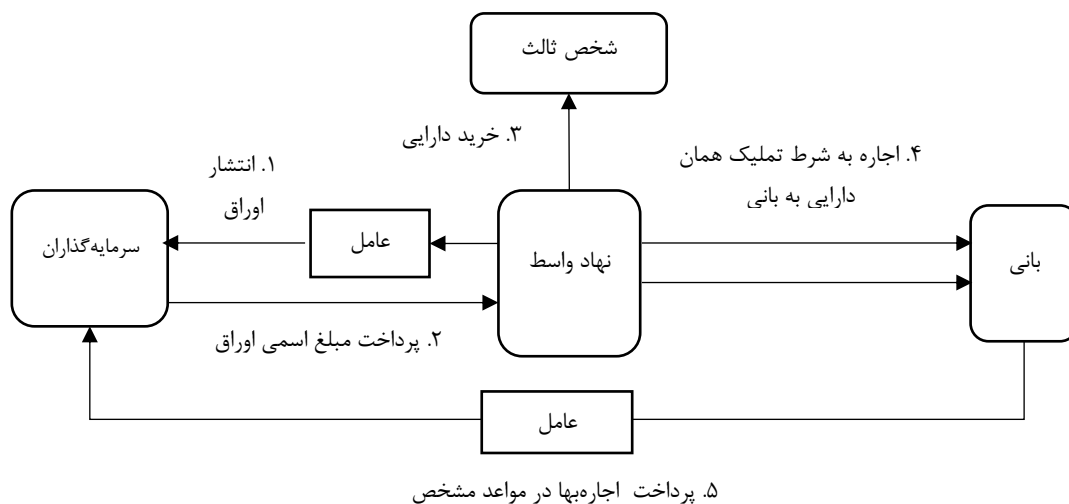 شخص ثالث
۳. خرید دارایی
۴. اجاره به شرط تملیک همان
دارایی به بانی
۱. انتشار
اوراق
سرمایه‌گذاران
عامل
نهاد واسط
بانی
۲. پرداخت مبلغ اسمی اوراق
عامل
۵. پرداخت اجاره‌بها در مواعد مشخص